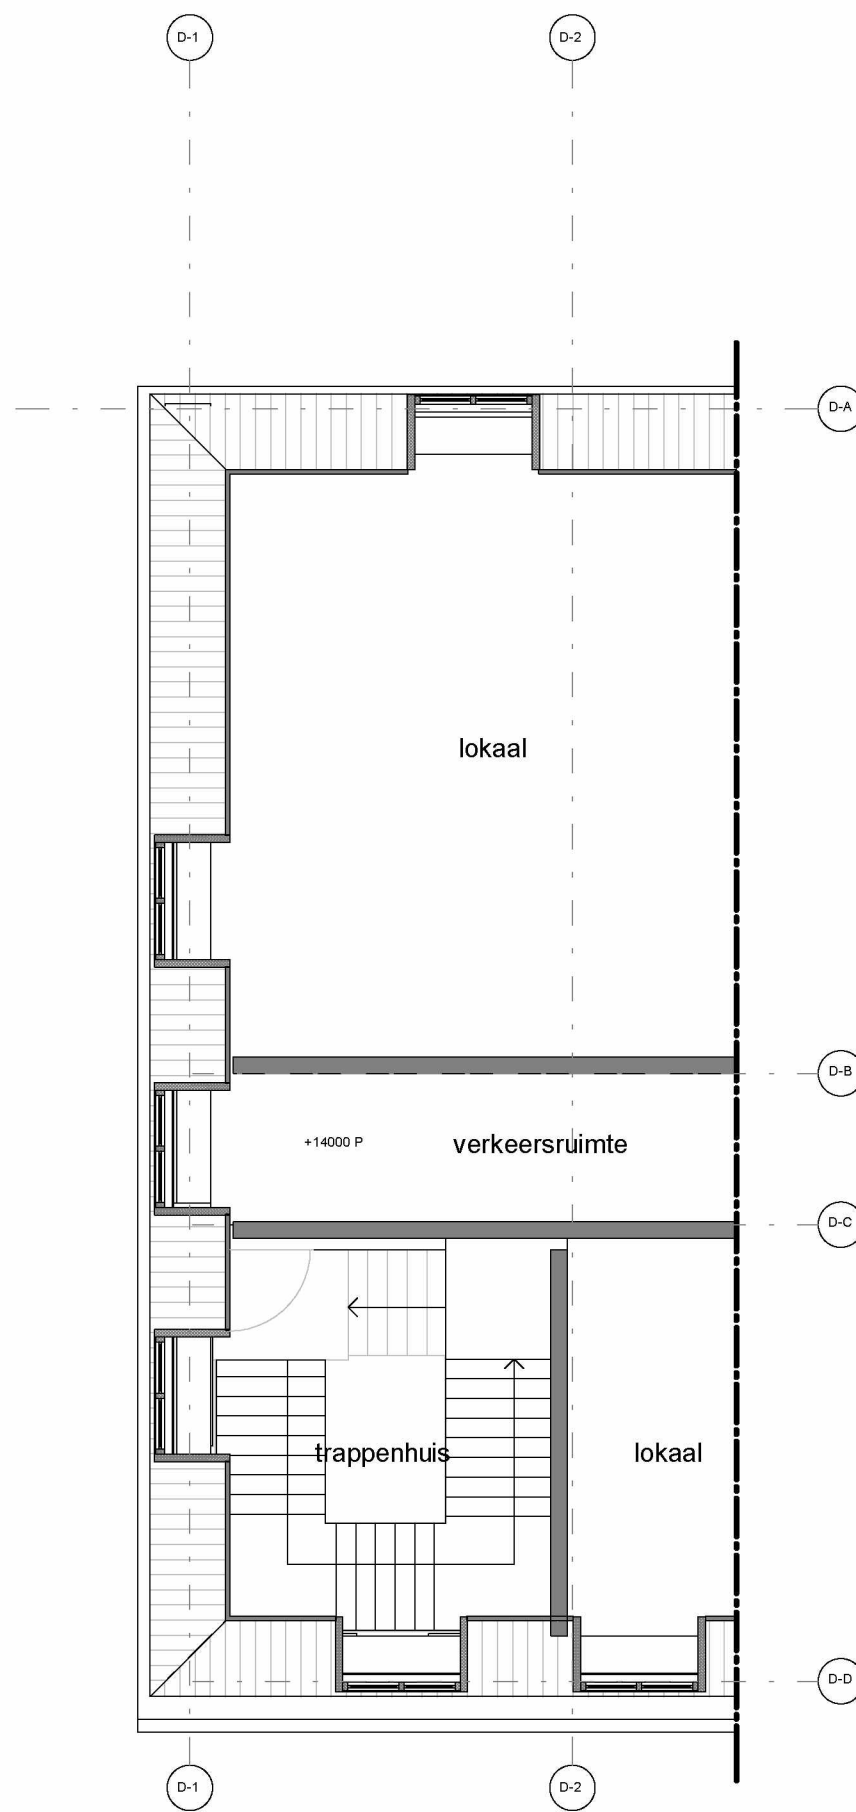 D-1
D-2
D-A
lokaal
D-B
+14000 P
verkeersruimte
D-C
trappenhuis
lokaal
D-D
D-1
D-2